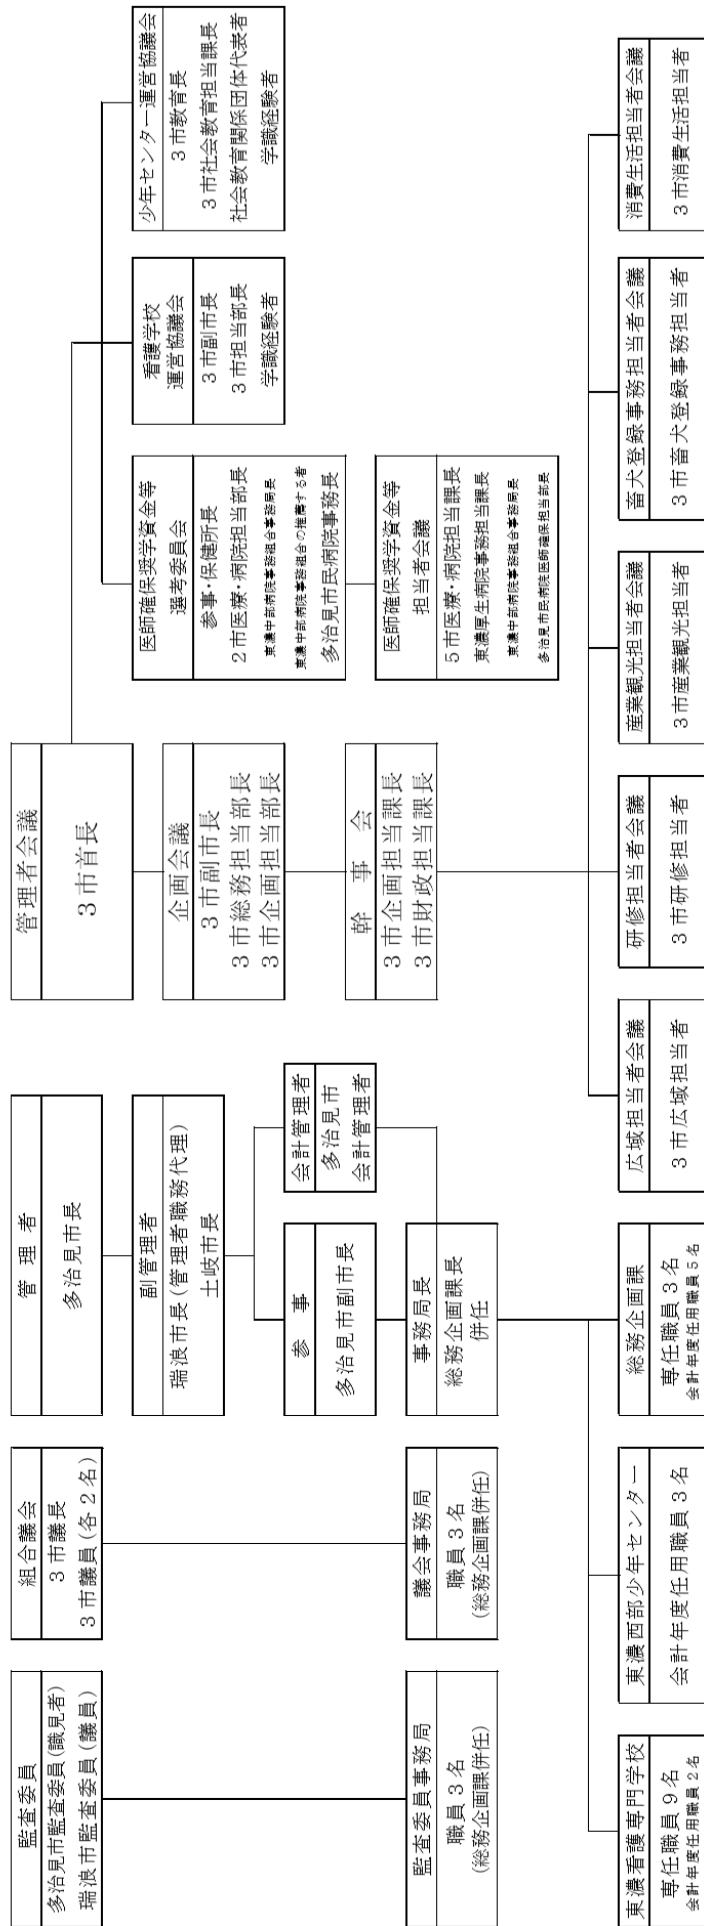 監査委員
多治見市監査委員(識見者)
瑞浪市監査委員(議員)
組合議会
3市議長
3市議員(各2名)
管理者
多治見市長
管理者会議
3市首長
副管理者
瑞浪市長(管理者職務代理)
土岐市長
企画会議
3市副市長
3市総務担当部長
3市企画担当部長
医師確保奨学資金等
選考委員会
参事・保健所長
2市医療・病院担当部長
東濃中部病院事務組合事務局長
東濃中部病院事務組合の推薦する者
多治見市民病院事務長
看護学校
運営協議会
3市副市長
3市担当部長
学識経験者
少年センター運営協議会
3市教育長
3市社会教育担当課長
社会教育関係団体代表者
学識経験者
参事
多治見市副市長
会計管理者
多治見市
会計管理者
幹事会
3市企画担当課長
3市財政担当課長
医師確保奨学資金等
担当者会議
5市医療・病院担当課長
東濃厚生病院事務担当課長
東濃中部病院事務組合事務局長
多治見市民病院医師確保担当部長
監査委員事務局
職員3名
(総務企画課併任)
議会事務局
職員3名
(総務企画課併任)
事務局長
総務企画課長
併任
東濃看護専門学校
専任職員9名
会計年度任用職員2名
東濃西部少年センター
会計年度任用職員3名
総務企画課
専任職員3名
会計年度任用職員5名
広域担当者会議
3市広域担当者
研修担当者会議
3市研修担当者
産業観光担当者会議
3市産業観光担当者
畜犬登録事務担当者会議
3市畜犬登録事務担当者
消費生活担当者会議
3市消費生活担当者